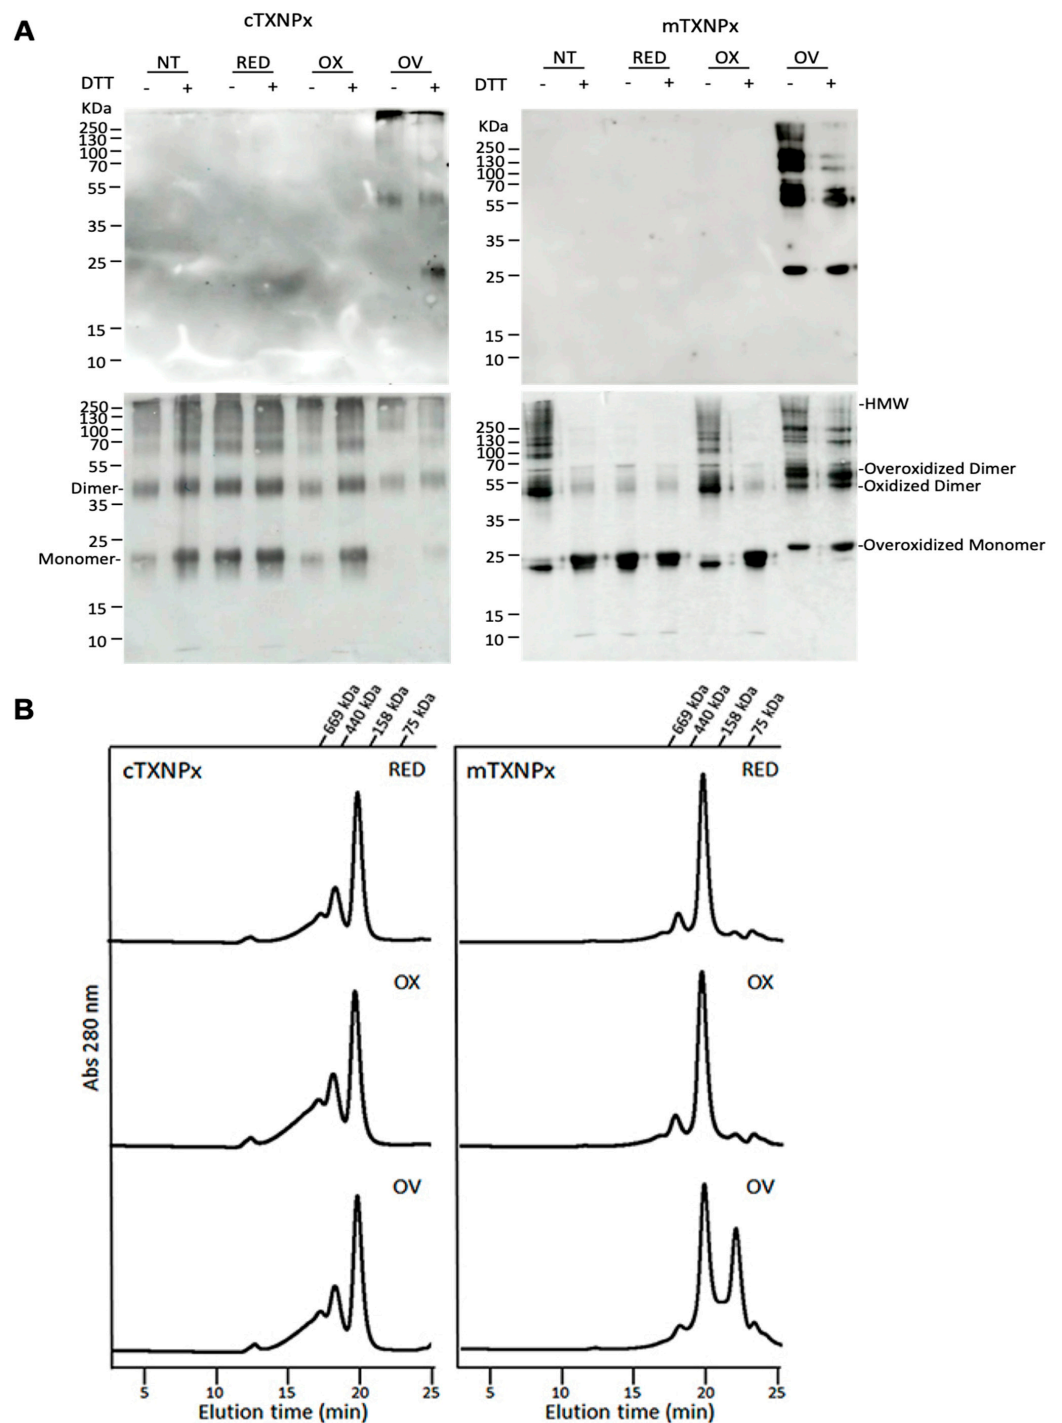 A
cTXNPx
mTXNPx
NT RED OX OV
NT RED OX OV
DTT - + - + - + - +
DTT - + - + - + - +
KDa
250
130
100
70
55
35
25
15
10
KDa
250
130
100
70
55
35
25
15
10
250
130
100
70
55
Dimer-
35
25
Monomer-
15
10
250
130
100
70
55
35
25
15
10
-HMW
-Overoxidized Dimer
-Oxidized Dimer
-Overoxidized Monomer
B
669 kDa
440 kDa
158 kDa
75 kDa
669 kDa
440 kDa
158 kDa
75 kDa
cTXNPx RED
mTXNPx RED
OX
OX
OV
OV
Abs 280 nm
5 10 15 20 25
5 10 15 20 25
Elution time (min)
Elution time (min)